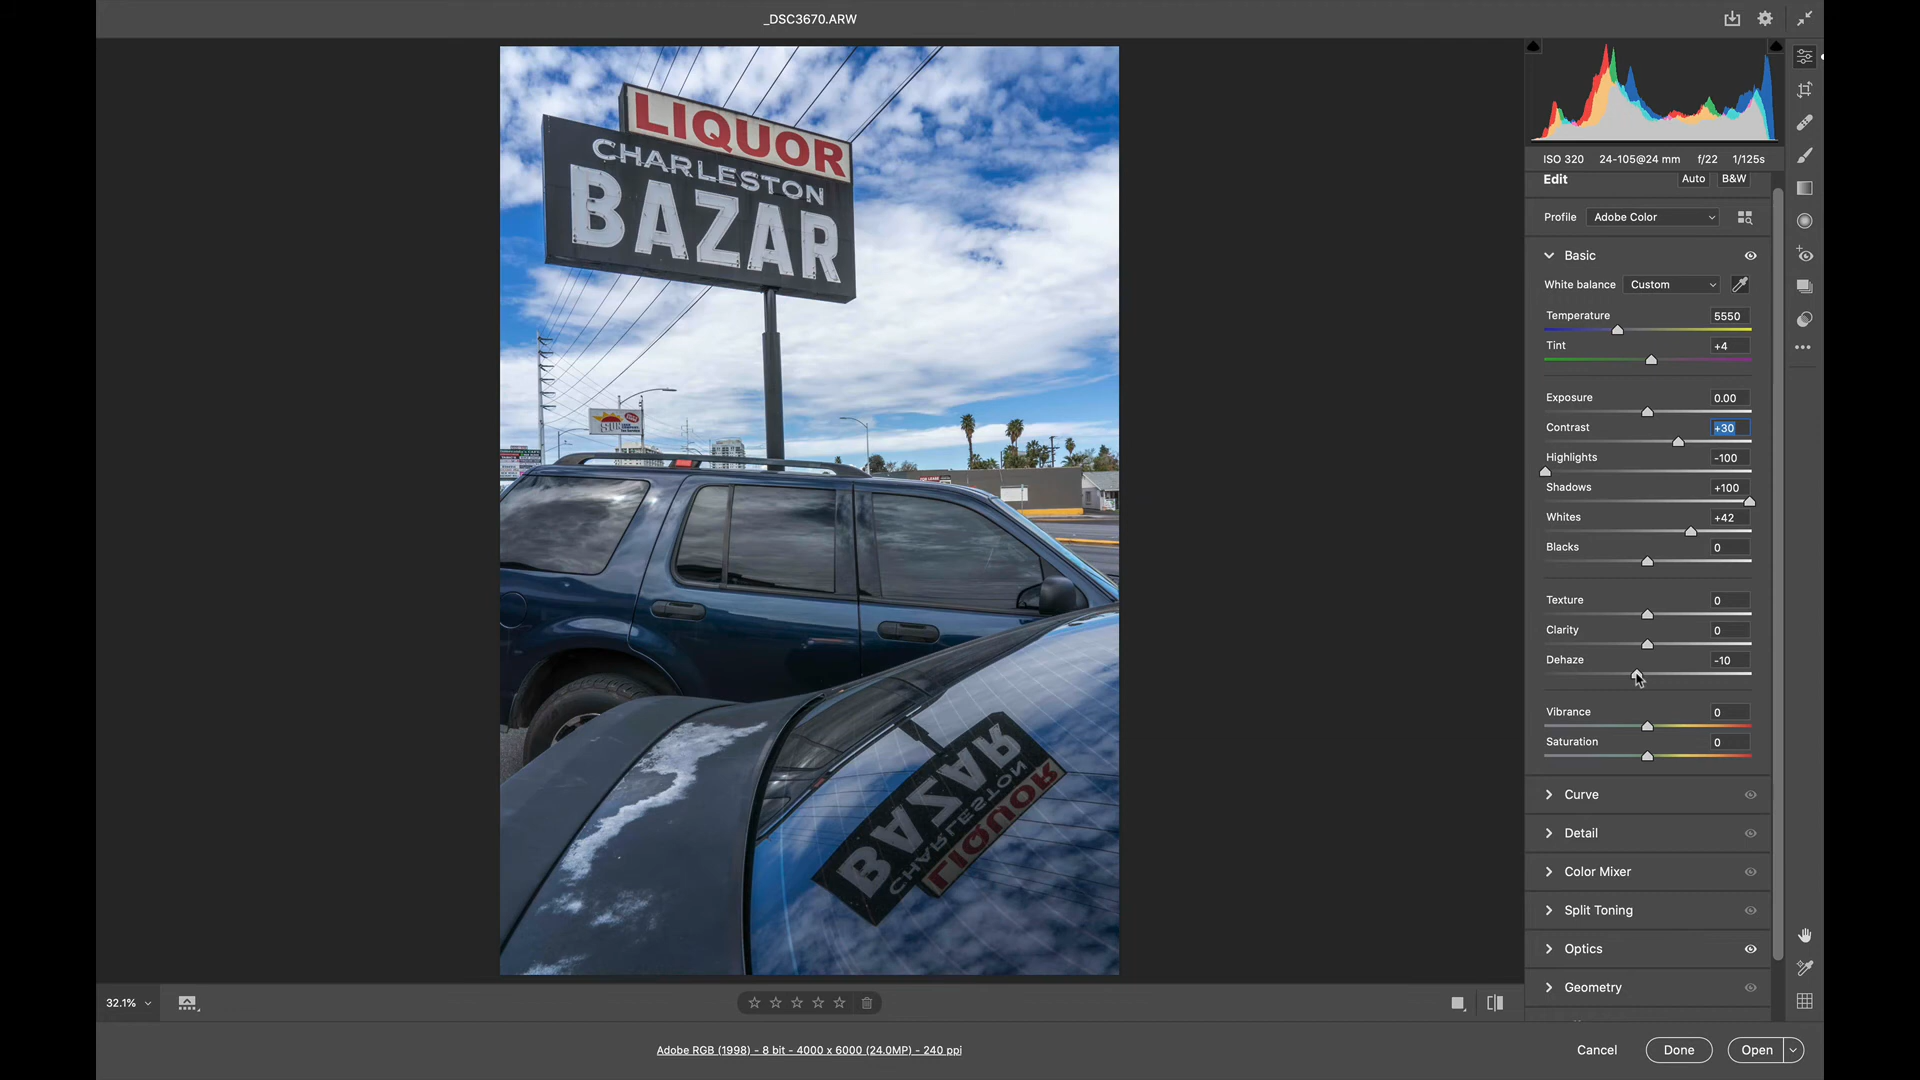 _DSC3670.ARW
LIQUOR
CHARLESTON
BAZAR
BAZAR
CHARLESTON
LIQUOR
ISO 320 24-105@24 mm f/22 1/125s
Edit Auto B&W
Profile Adobe Color
Basic
White balance Custom
Temperature 5550
Tint +4
Exposure 0.00
Contrast +30
Highlights -100
Shadows +100
Whites +42
Blacks 0
Texture 0
Clarity 0
Dehaze -10
Vibrance 0
Saturation 0
Curve
Detail
Color Mixer
Split Toning
Optics
Geometry
32.1%
Adobe RGB (1998) - 8 bit - 4000 x 6000 (24.0MP) - 240 ppi
Cancel Done Open